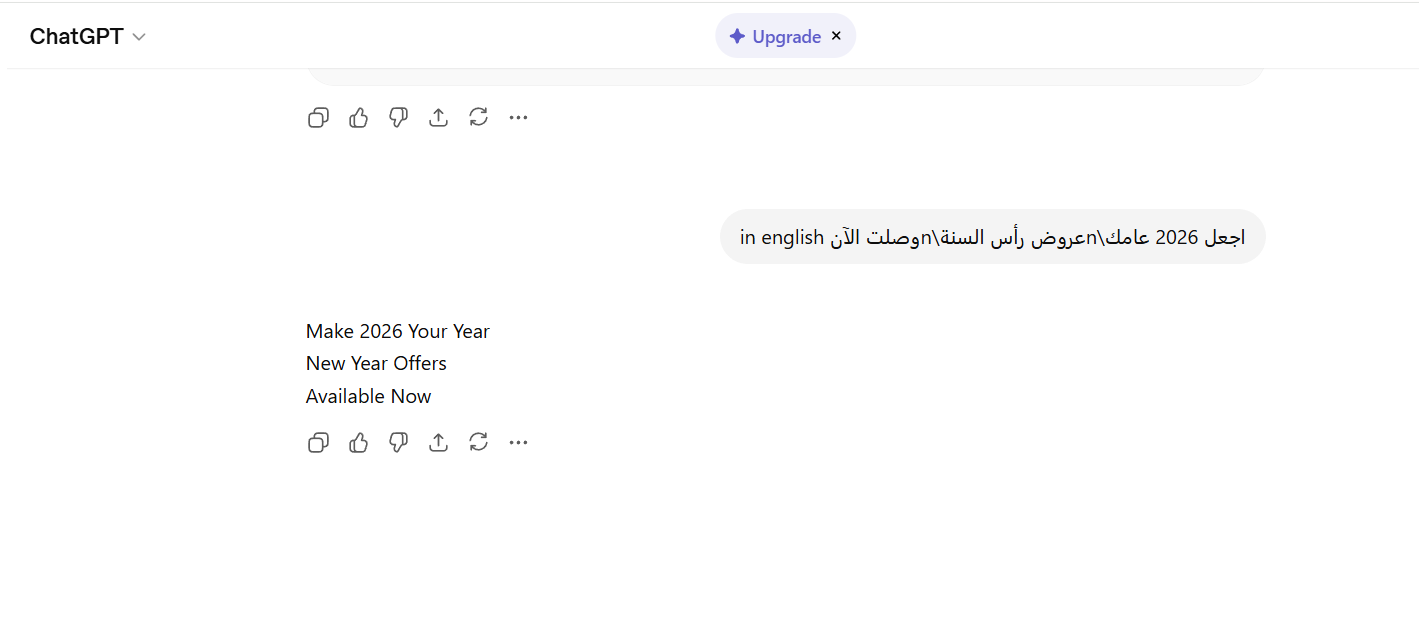 ChatGPT
Upgrade ×
اجعل 2026 عامك\nعروض رأس السنة\nوصلت الآن in english
Make 2026 Your Year
New Year Offers
Available Now